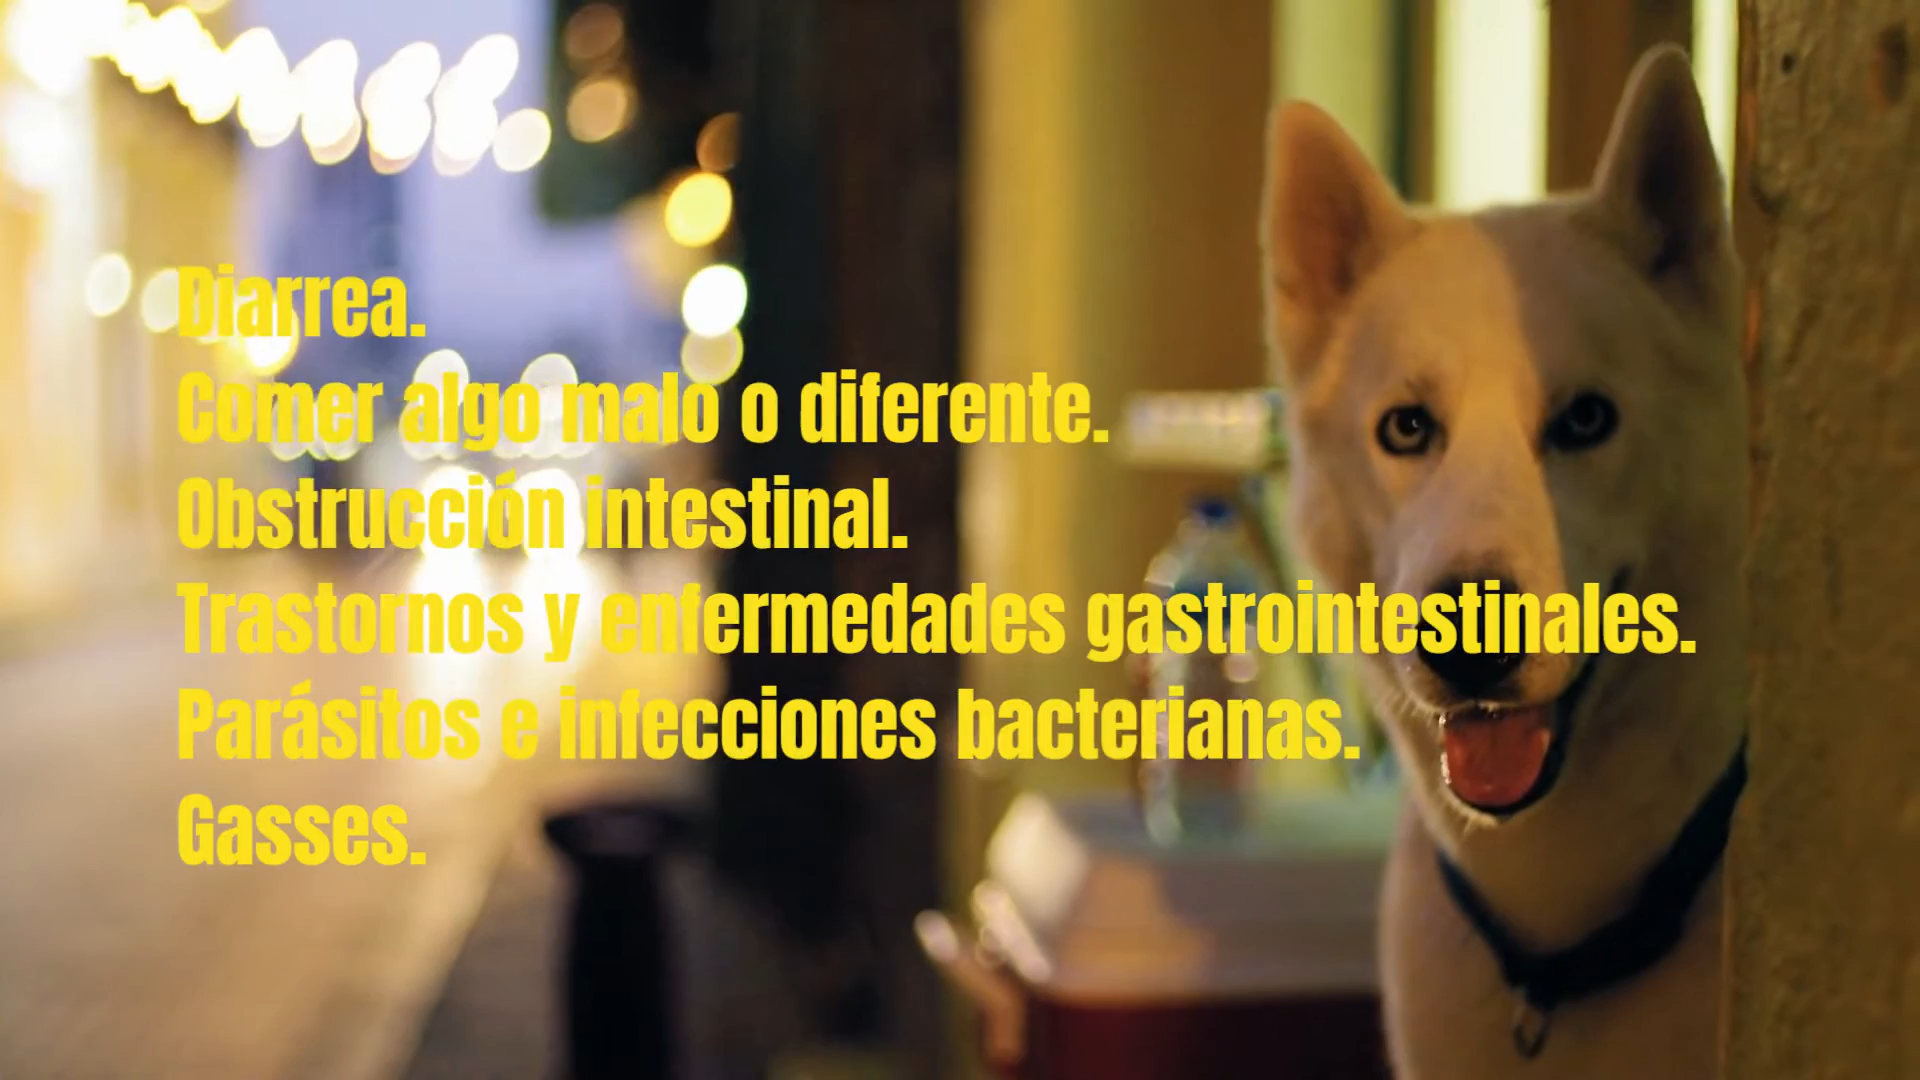 Diarrea.
Comer algo malo o diferente.
Obstrucción intestinal.
Trastornos y enfermedades gastrointestinales.
Parásitos e infecciones bacterianas.
Gasses.